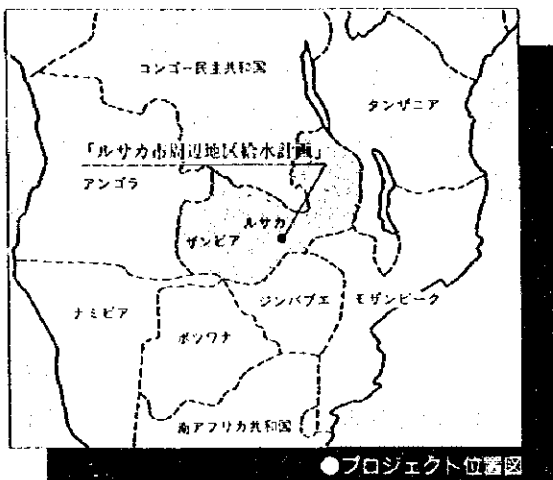 コンゴー民主共和国
タンザニア
「ルサカ市周辺地区給水計画」
アンゴラ
ルサカ
ザンビア
ナミビア
ジンバブエ
モザンビーク
ボツワナ
南アフリカ共和国
●プロジェクト位置図